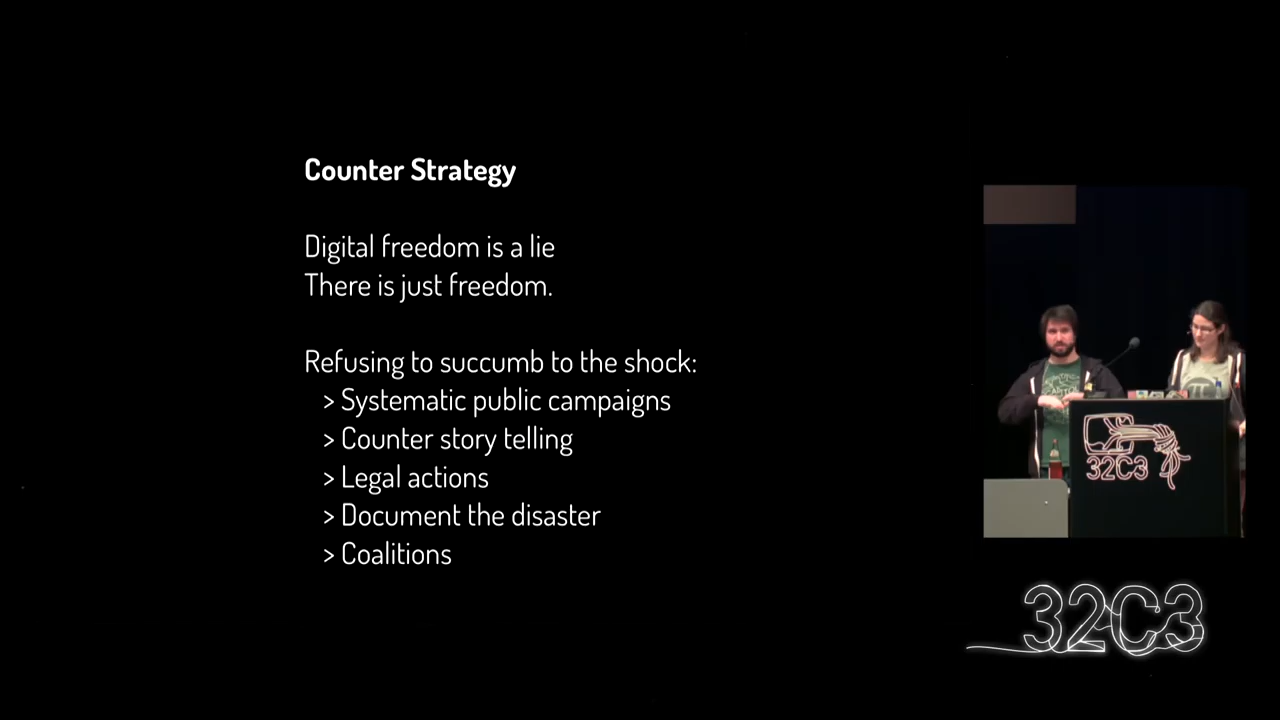 Counter Strategy
Digital freedom is a lie
There is just freedom.
Refusing to succumb to the shock:
> Systematic public campaigns
> Counter story telling
> Legal actions
> Document the disaster
> Coalitions
32C3
32C3